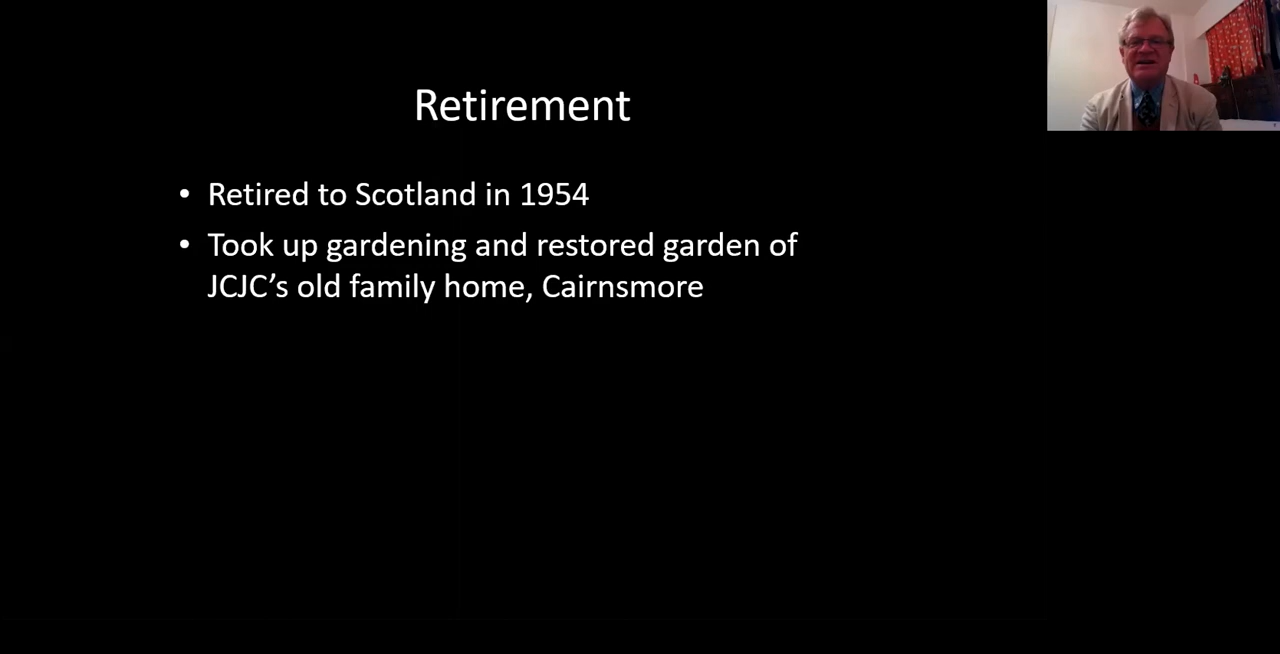 Retirement
• Retired to Scotland in 1954
• Took up gardening and restored garden of
JCJC’s old family home, Cairnsmore